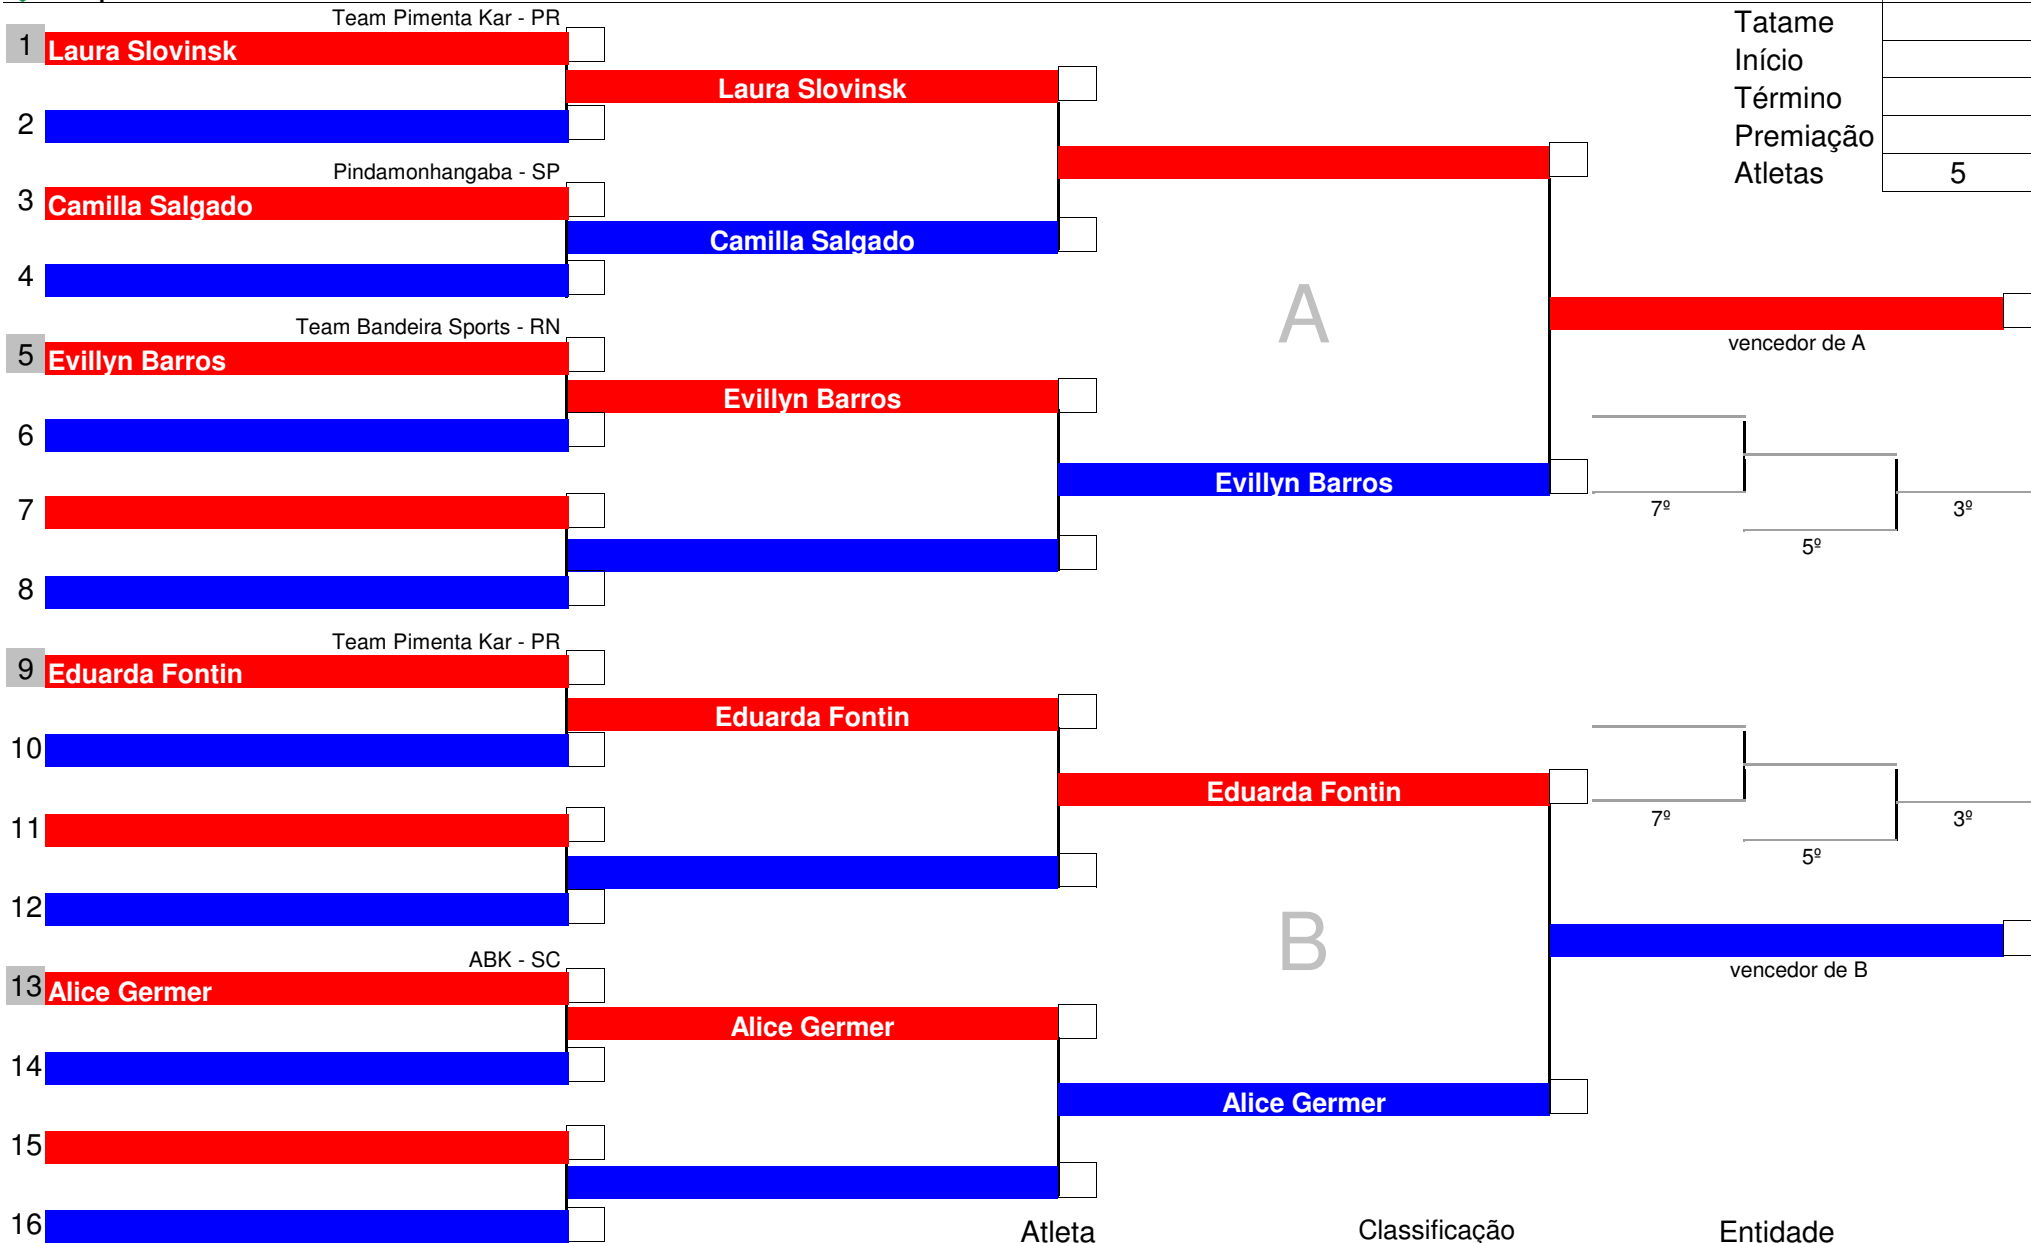 Team Pimenta Kar - PR
1 Laura Slovinsk
Laura Slovinsk
2
Pindamonhangaba - SP
3 Camilla Salgado
Camilla Salgado
4
Team Bandeira Sports - RN
5 Evillyn Barros
Evillyn Barros
6
Evillyn Barros
7
8
Team Pimenta Kar - PR
9 Eduarda Fontin
Eduarda Fontin
10
Eduarda Fontin
11
12
ABK - SC
13 Alice Germer
Alice Germer
14
Alice Germer
15
16
A
B
Tatame
Início
Término
Premiação
Atletas 5
vencedor de A
7º
3º
5º
7º
3º
5º
vencedor de B
Atleta Classificação Entidade